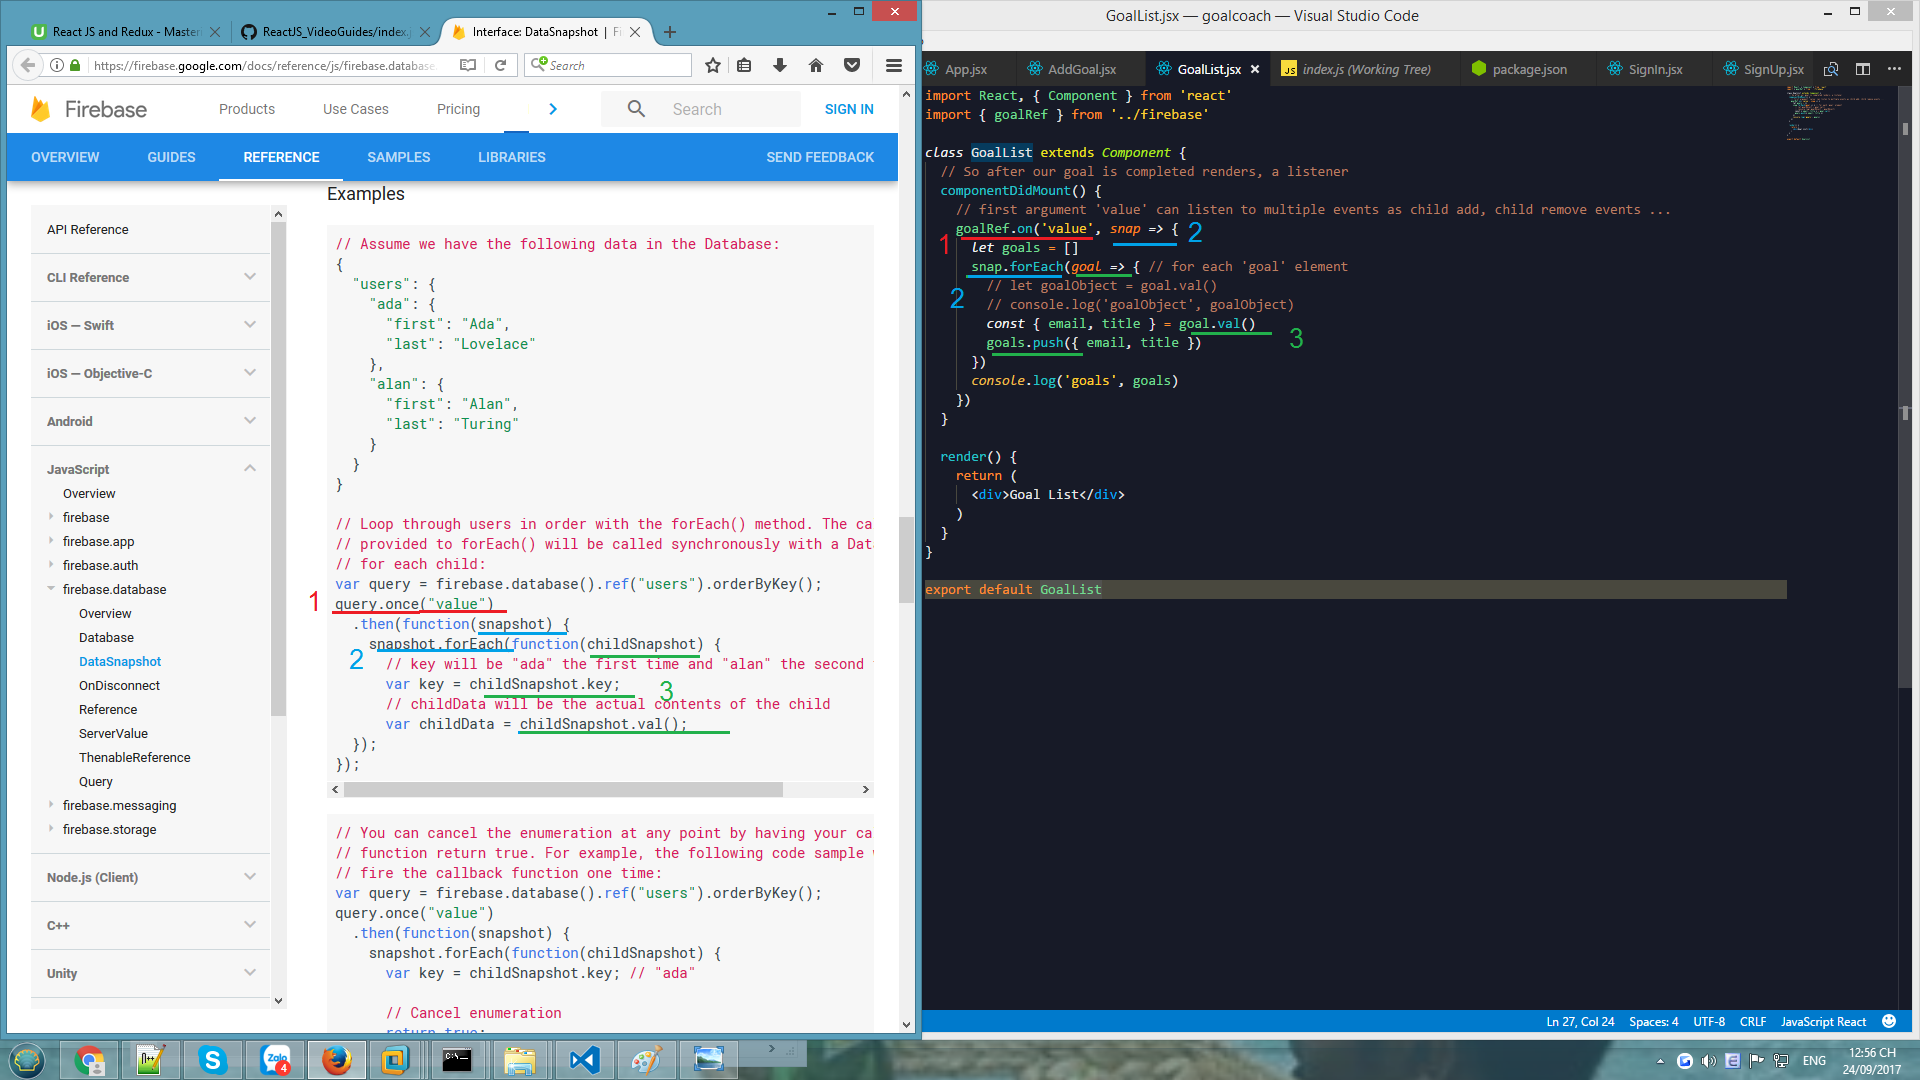 React JS and Redux - Master
ReactJS_VideoGuides/index.j
Interface: DataSnapshot | Fi
https://firebase.google.com/docs/reference/js/firebase.database.
Search
Firebase
Products
Use Cases
Pricing
Search
SIGN IN
OVERVIEW
GUIDES
REFERENCE
SAMPLES
LIBRARIES
SEND FEEDBACK
API Reference
CLI Reference
iOS — Swift
iOS — Objective-C
Android
JavaScript
Overview
firebase
firebase.app
firebase.auth
firebase.database
Overview
Database
DataSnapshot
OnDisconnect
Reference
ServerValue
ThenableReference
Query
firebase.messaging
firebase.storage
Node.js (Client)
C++
Unity
Examples
// Assume we have the following data in the Database:
{
"users": {
"ada": {
"first": "Ada",
"last": "Lovelace"
},
"alan": {
"first": "Alan",
"last": "Turing"
}
}
}
// Loop through users in order with the forEach() method. The ca
// provided to forEach() will be called synchronously with a Dat
// for each child:
var query = firebase.database().ref("users").orderByKey();
1 query.once("value")
.then(function(snapshot) {
snapshot.forEach(function(childSnapshot) {
2 // key will be "ada" the first time and "alan" the second
var key = childSnapshot.key; 3
// childData will be the actual contents of the child
var childData = childSnapshot.val();
});
});
// You can cancel the enumeration at any point by having your ca
// function return true. For example, the following code sample
// fire the callback function one time:
var query = firebase.database().ref("users").orderByKey();
query.once("value")
.then(function(snapshot) {
snapshot.forEach(function(childSnapshot) {
var key = childSnapshot.key; // "ada"
// Cancel enumeration
return true;
GoalList.jsx — goalcoach — Visual Studio Code
App.jsx
AddGoal.jsx
GoalList.jsx
JS index.js (Working Tree)
package.json
SignIn.jsx
SignUp.jsx
import React, { Component } from 'react'
import { goalRef } from '../firebase'
class GoalList extends Component {
// So after our goal is completed renders, a listener
componentDidMount() {
// first argument 'value' can listen to multiple events as child add, child remove events ...
1 goalRef.on('value', snap => { 2
let goals = []
snap.forEach(goal => { // for each 'goal' element
// let goalObject = goal.val()
2 // console.log('goalObject', goalObject)
const { email, title } = goal.val() 3
goals.push({ email, title })
})
console.log('goals', goals)
})
}
render() {
return (
<div>Goal List</div>
)
}
}
export default GoalList
Ln 27, Col 24
Spaces: 4
UTF-8
CRLF
JavaScript React
Zalo
4
ENG
12:56 CH
24/09/2017